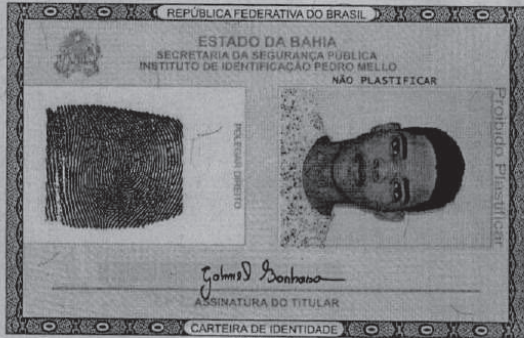 REPÚBLICA FEDERATIVA DO BRASIL
ESTADO DA BAHIA
SECRETARIA DA SEGURANÇA PÚBLICA
INSTITUTO DE IDENTIFICAÇÃO PEDRO MELLO
NÃO PLASTIFICAR
POLEGAR DIREITO
Proibido Plastificar
ASSINATURA DO TITULAR
CARTEIRA DE IDENTIDADE